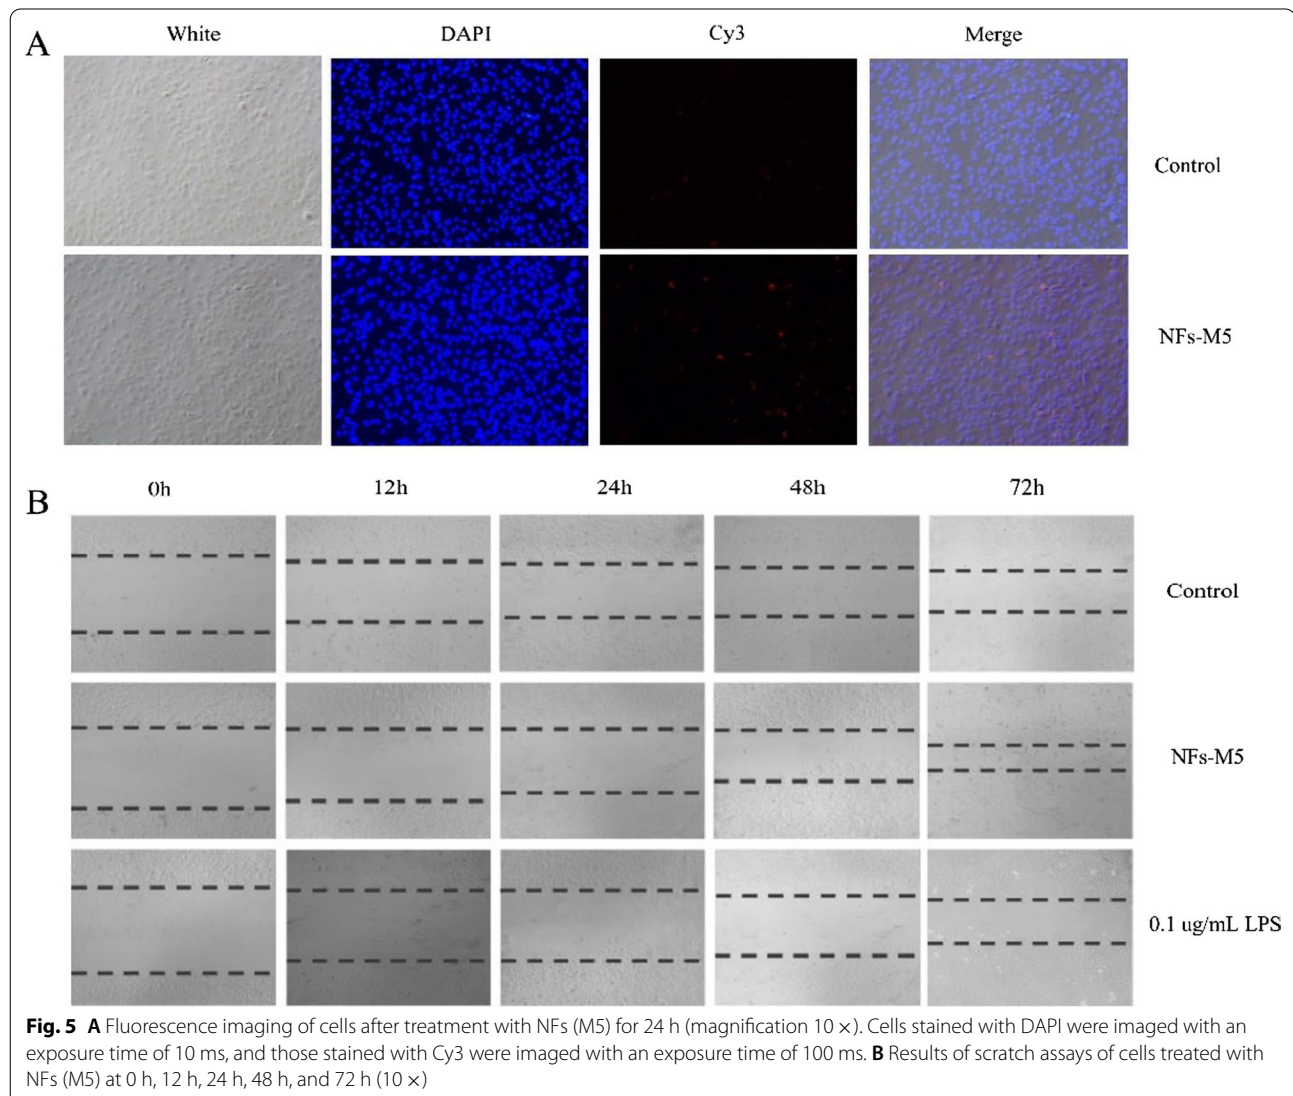 A
White DAPI Cy3 Merge
Control
NFs-M5
B
0h 12h 24h 48h 72h
Control
NFs-M5
0.1 ug/mL LPS
Fig. 5 A Fluorescence imaging of cells after treatment with NFs (M5) for 24 h (magnification 10 ×). Cells stained with DAPI were imaged with an
exposure time of 10 ms, and those stained with Cy3 were imaged with an exposure time of 100 ms. B Results of scratch assays of cells treated with
NFs (M5) at 0 h, 12 h, 24 h, 48 h, and 72 h (10 ×)